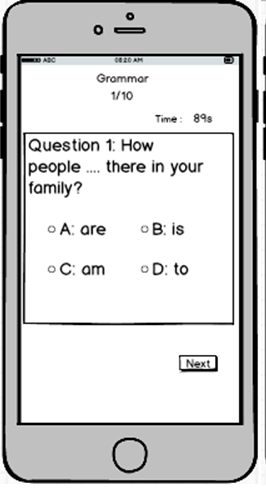 ABC 08:20 AM
Grammar
1/10
Time : 89s
Question 1: How
people .... there in your
family?
A: are B: is
C: am D: to
Next